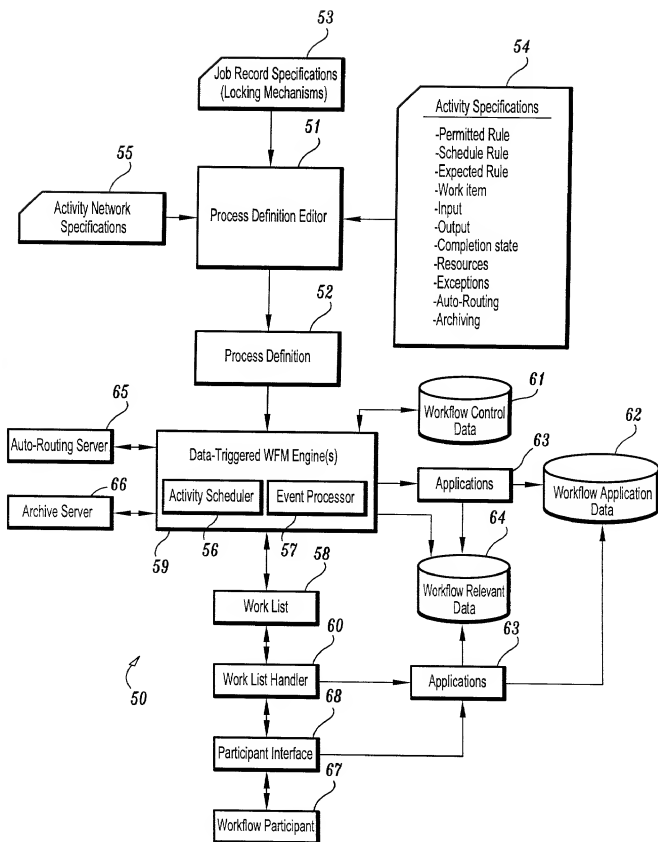 53
Job Record Specifications
(Locking Mechanisms)
54
Activity Specifications
-Permitted Rule
-Schedule Rule
-Expected Rule
-Work item
-Input
-Output
-Completion state
-Resources
-Exceptions
-Auto-Routing
-Archiving
51
Process Definition Editor
55
Activity Network
Specifications
52
Process Definition
61
Workflow Control
Data
65
Auto-Routing Server
Data-Triggered WFM Engine(s)
Activity Scheduler
Event Processor
56
57
59
66
Archive Server
63
Applications
62
Workflow Application
Data
64
Workflow Relevant
Data
58
Work List
60
Work List Handler
63
Applications
50
68
Participant Interface
67
Workflow Participant